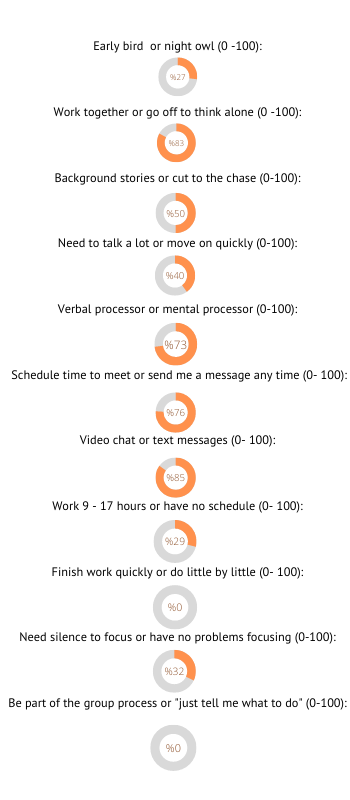 Early bird  or night owl (0 -100):
%27
Work together or go off to think alone (0 -100):
%83
Background stories or cut to the chase (0-100):
%50
Need to talk a lot or move on quickly (0-100):
%40
Verbal processor or mental processor (0-100):
%73
Schedule time to meet or send me a message any time (0- 100):
%76
Video chat or text messages (0- 100):
%85
Work 9 - 17 hours or have no schedule (0- 100):
%29
Finish work quickly or do little by little (0- 100):
%0
Need silence to focus or have no problems focusing (0-100):
%32
Be part of the group process or "just tell me what to do" (0-100):
%0